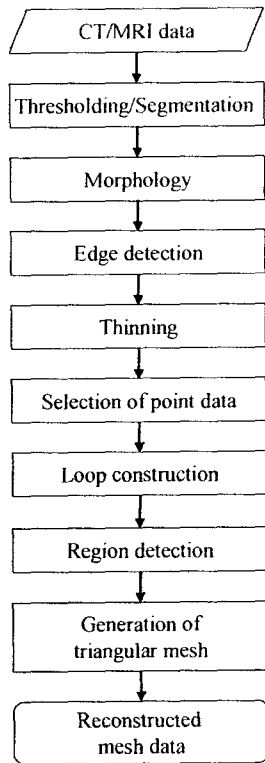 CT/MRI data
Thresholding/Segmentation
Morphology
Edge detection
Thinning
Selection of point data
Loop construction
Region detection
Generation of
triangular mesh
Reconstructed
mesh data